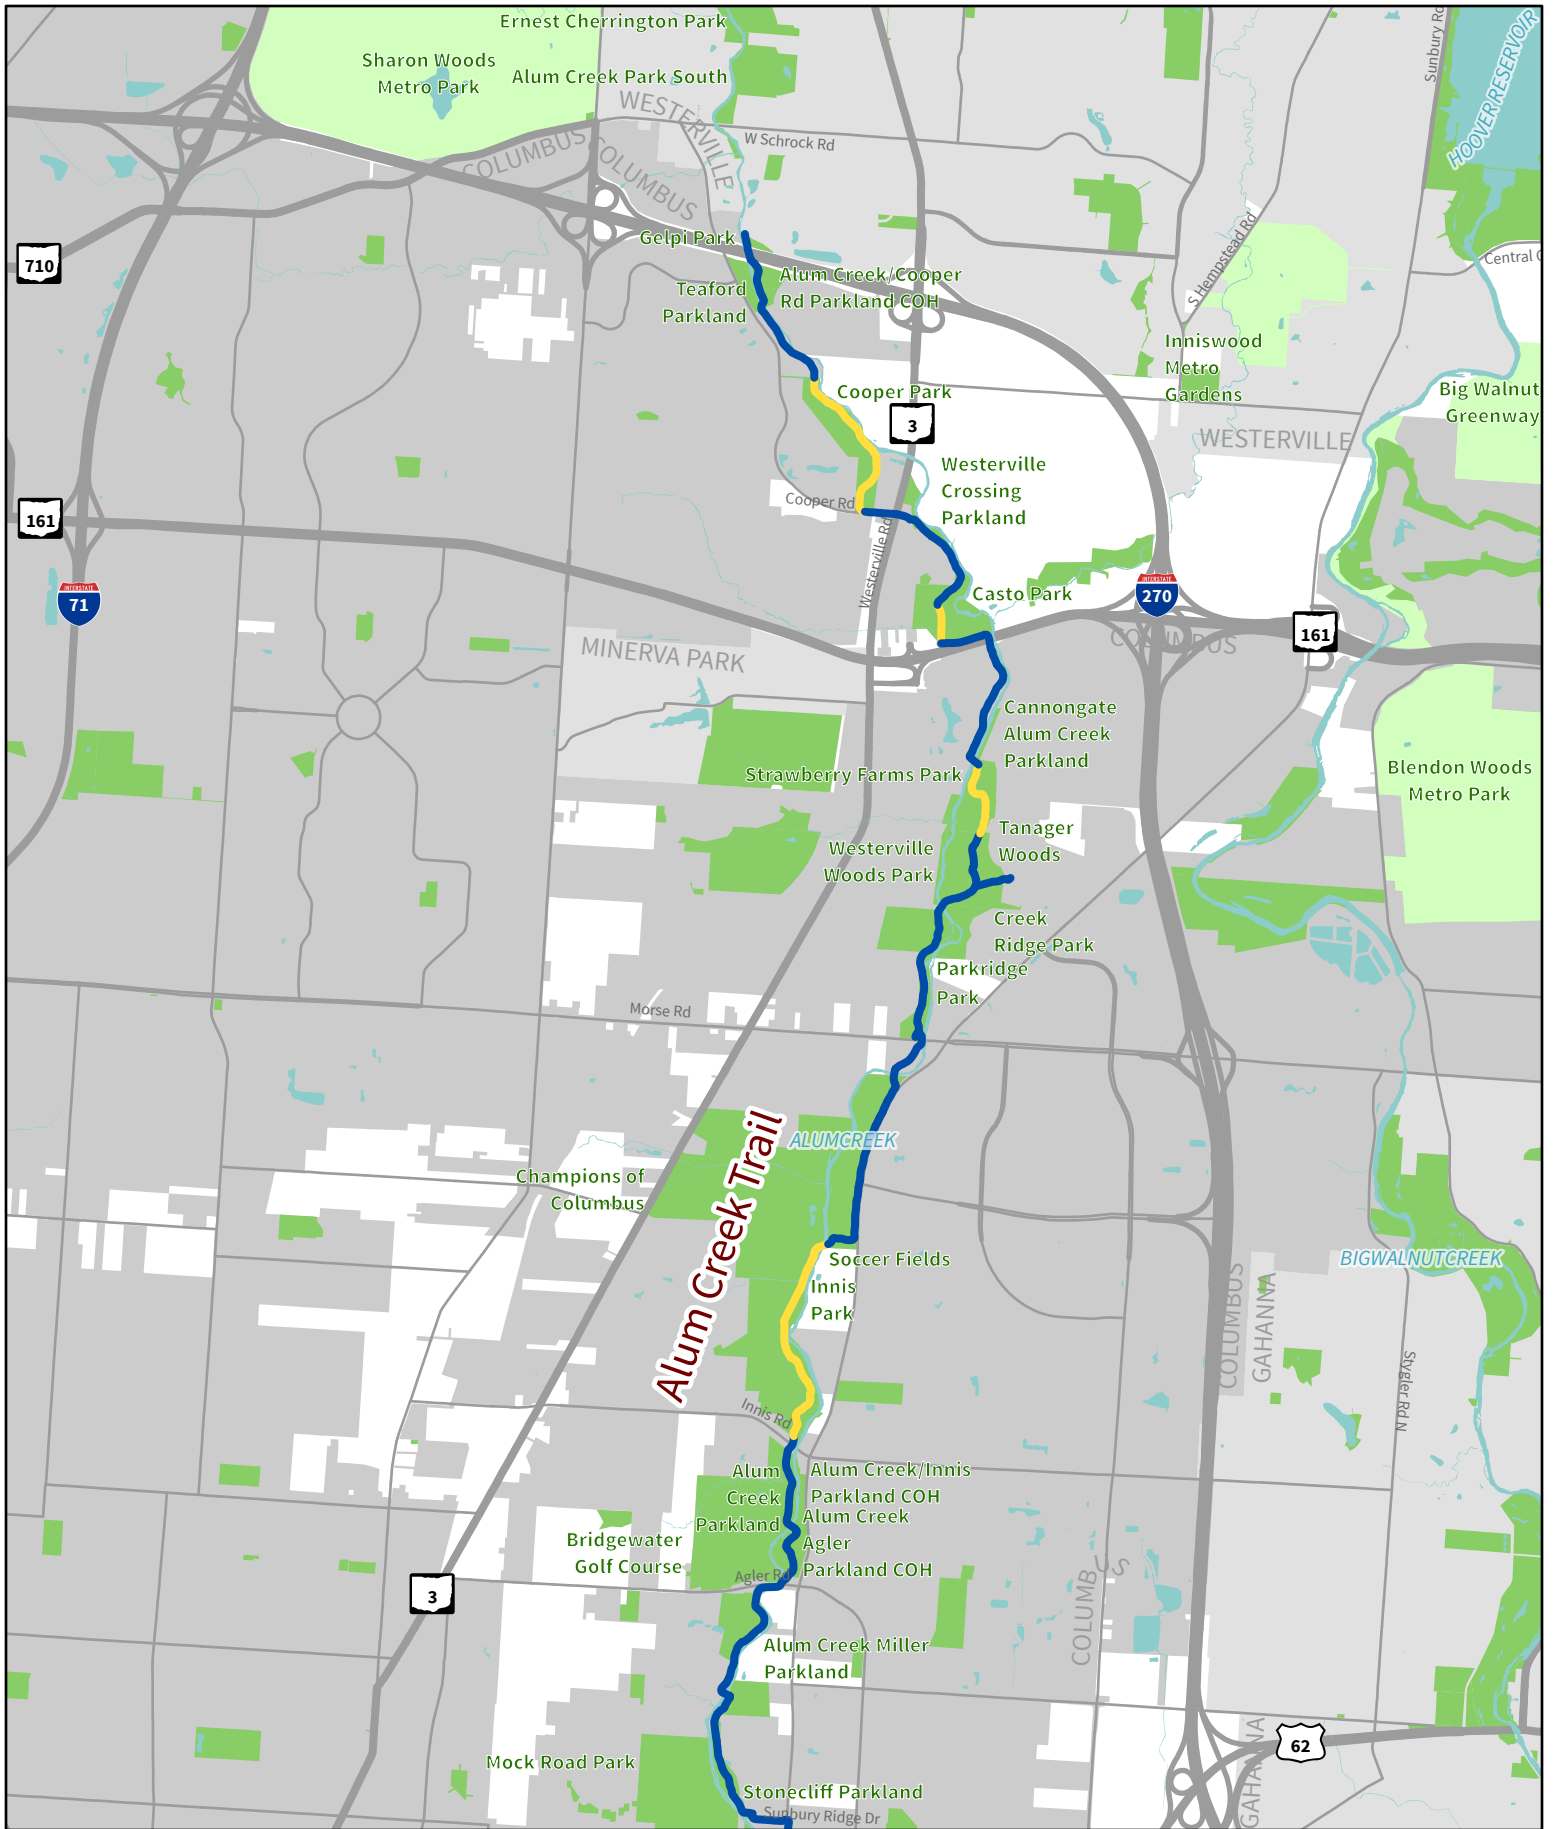 Ernest Cherrington Park
Sunbury Rd
HOOVER RESERVOIR
Sharon Woods
Metro Park
Alum Creek Park South
WESTERVILLE
COLUMBUS
COLUMBUS
W Schrock Rd
Gelpi Park
710
S Hempstead Rd
Central C
Alum Creek/Cooper
Rd Parkland COH
Teaford
Parkland
Inniswood
Metro
Gardens
Cooper Park
Big Walnut
Greenway
3
WESTERVILLE
Westerville
Crossing
Parkland
Cooper Rd
161
Westerville Rd
INTERSTATE
71
Casto Park
INTERSTATE
270
161
COLUMBUS
MINERVA PARK
Cannongate
Alum Creek
Parkland
Strawberry Farms Park
Blendon Woods
Metro Park
Tanager
Woods
Westerville
Woods Park
Creek
Ridge Park
Parkridge
Park
Morse Rd
ALUMCREEK
Alum Creek Trail
Champions of
Columbus
Soccer Fields
Innis
Park
BIGWALNUTCREEK
COLUMBUS
GAHANNA
Stygler Rd N
Innis Rd
Alum
Creek
Parkland
Alum Creek/Innis
Parkland COH
Alum Creek
Agler
Parkland COH
Bridgewater
Golf Course
Agler Rd
COLUMBUS
3
Alum Creek Miller
Parkland
GAHANNA
62
Mock Road Park
Stonecliff Parkland
Sunbury Ridge Dr